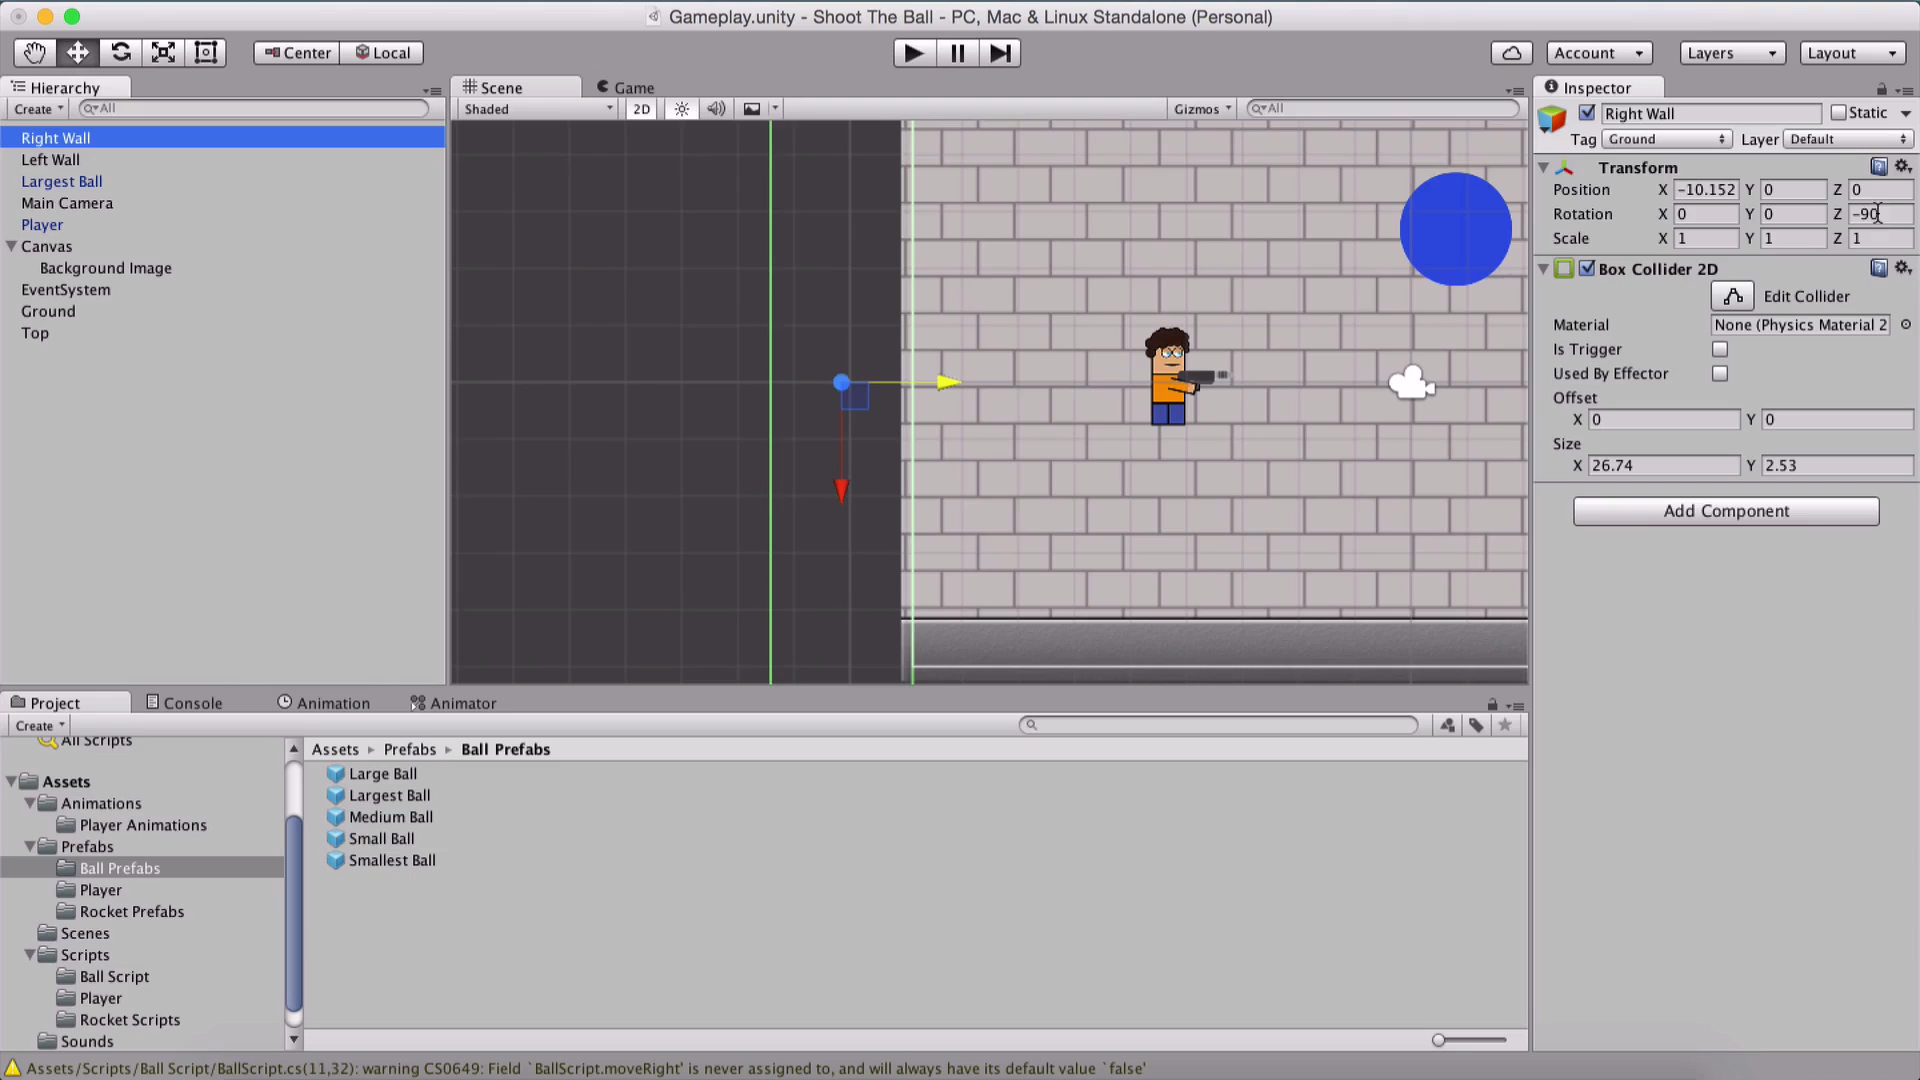 Gameplay.unity - Shoot The Ball - PC, Mac & Linux Standalone (Personal)
Center Local Account Layers Layout
Hierarchy Scene Game Inspector
Create All Shaded 2D Gizmos All
Right Wall
Left Wall
Largest Ball
Main Camera
Player
Canvas
Background Image
EventSystem
Ground
Top
Right Wall Static
Tag Ground Layer Default
Transform
Position X -10.152 Y 0 Z 0
Rotation X 0 Y 0 Z -90
Scale X 1 Y 1 Z 1
Box Collider 2D
Edit Collider
Material None (Physics Material 2
Is Trigger
Used By Effector
Offset
X 0 Y 0
Size
X 26.74 Y 2.53
Add Component
Project Console Animation Animator
Create
All Scripts
Assets
Animations
Player Animations
Prefabs
Ball Prefabs
Player
Rocket Prefabs
Scenes
Scripts
Ball Script
Player
Rocket Scripts
Sounds
Assets Prefabs Ball Prefabs
Large Ball
Largest Ball
Medium Ball
Small Ball
Smallest Ball
Assets/Scripts/Ball Script/BallScript.cs(11,32): warning CS0649: Field `BallScript.moveRight' is never assigned to, and will always have its default value `false'